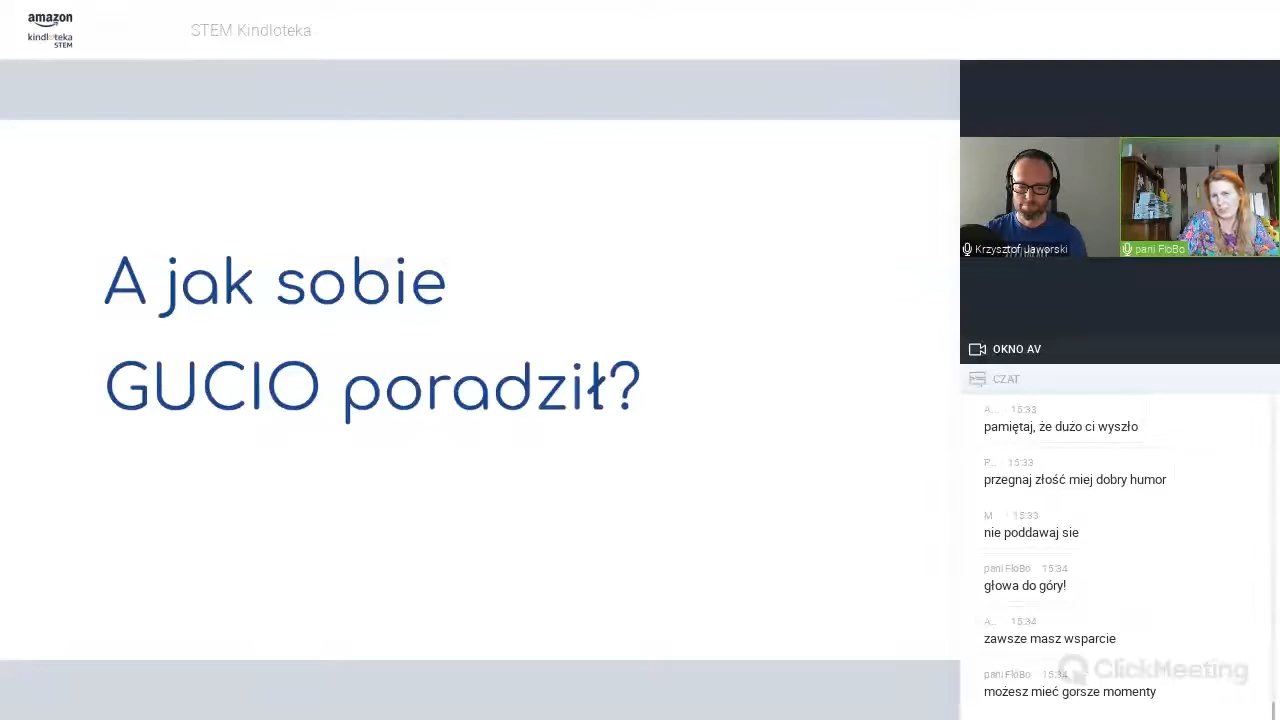 amazon
kindloteka
STEM
STEM Kindloteka
A jak sobie
GUCIO poradził?
Krzysztof Jaworski
pani FloBo
OKNO AV
CZAT
A... 15:33
pamiętaj, że dużo ci wyszło
P... 15:33
przegnaj złość miej dobry humor
M 15:33
nie poddawaj sie
pani FloBo 15:34
głowa do góry!
A... 15:34
zawsze masz wsparcie
pani FloBo 15:34
możesz mieć gorsze momenty
ClickMeeting